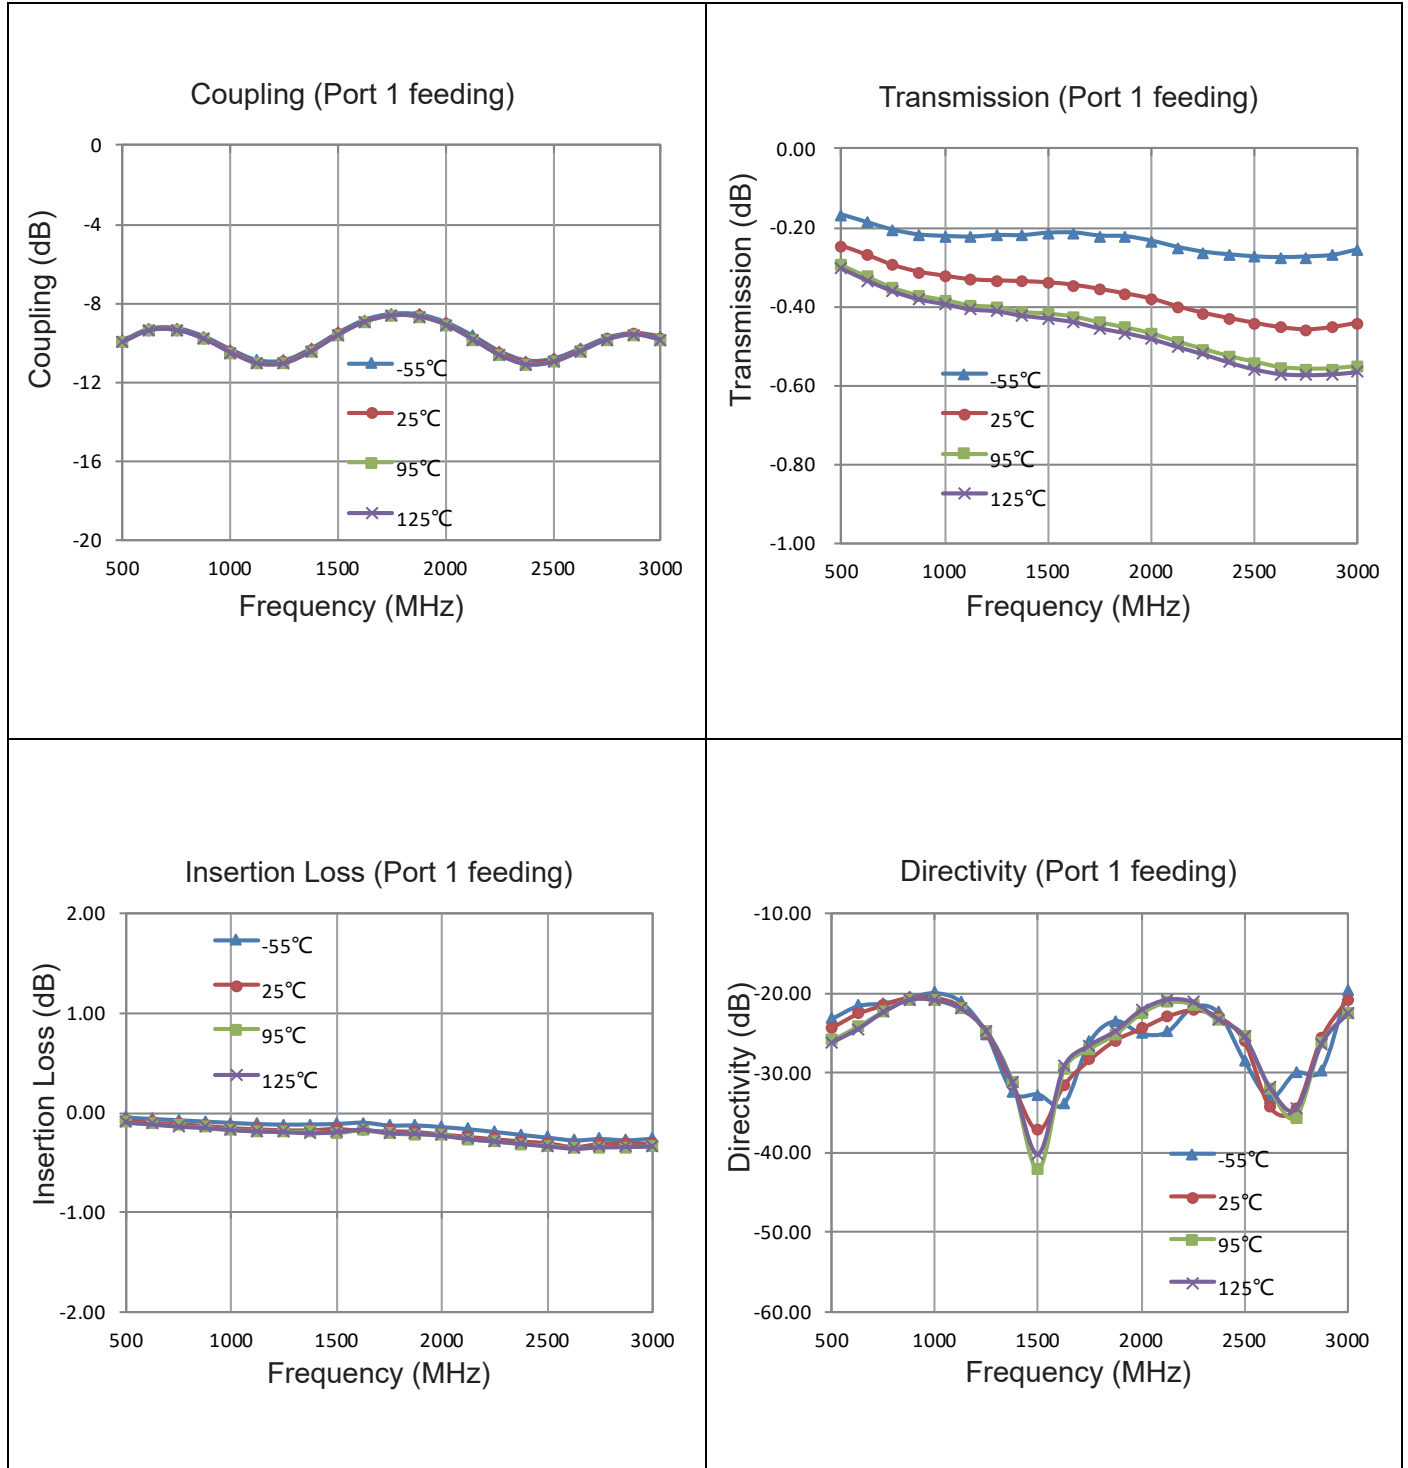 Coupling (Port 1 feeding)
0
-4
-8
-12
-16
-20
Coupling (dB)
-55℃
25℃
95℃
125℃
500 1000 1500 2000 2500 3000
Frequency (MHz)
Transmission (Port 1 feeding)
0.00
-0.20
-0.40
-0.60
-0.80
-1.00
Transmission (dB)
-55℃
25℃
95℃
125℃
500 1000 1500 2000 2500 3000
Frequency (MHz)
Insertion Loss (Port 1 feeding)
2.00
1.00
0.00
-1.00
-2.00
Insertion Loss (dB)
-55℃
25℃
95℃
125℃
500 1000 1500 2000 2500 3000
Frequency (MHz)
Directivity (Port 1 feeding)
-10.00
-20.00
-30.00
-40.00
-50.00
-60.00
Directivity (dB)
-55℃
25℃
95℃
125℃
500 1000 1500 2000 2500 3000
Frequency (MHz)